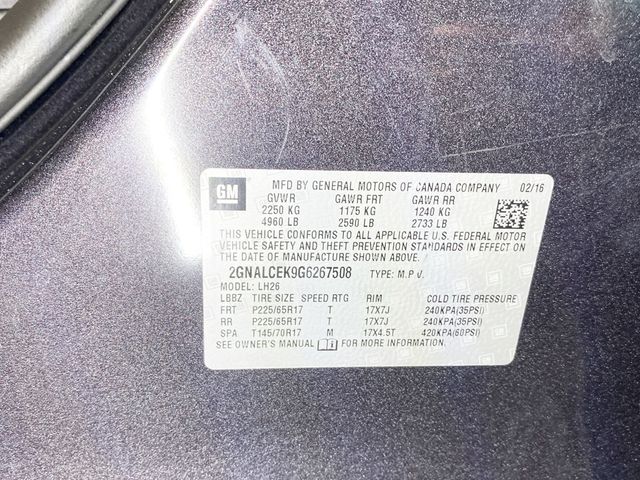 GM MFD BY GENERAL MOTORS OF CANADA COMPANY 02/16
GVWR GAWR FRT GAWR RR
2250 KG 1175 KG 1240 KG
4960 LB 2590 LB 2733 LB
THIS VEHICLE CONFORMS TO ALL APPLICABLE U.S. FEDERAL MOTOR
VEHICLE SAFETY AND THEFT PREVENTION STANDARDS IN EFFECT ON
THE DATE OF MANUFACTURE SHOWN ABOVE.
2GNALCEK9G6267508 TYPE: M.P.V.
MODEL: LH26
LBBZ TIRE SIZE SPEED RTG RIM COLD TIRE PRESSURE
FRT P225/65R17 T 17X7J 240KPA(35PSI)
RR P225/65R17 T 17X7J 240KPA(35PSI)
SPA T145/70R17 M 17X4.5T 420KPA(60PSI)
SEE OWNER'S MANUAL FOR MORE INFORMATION.